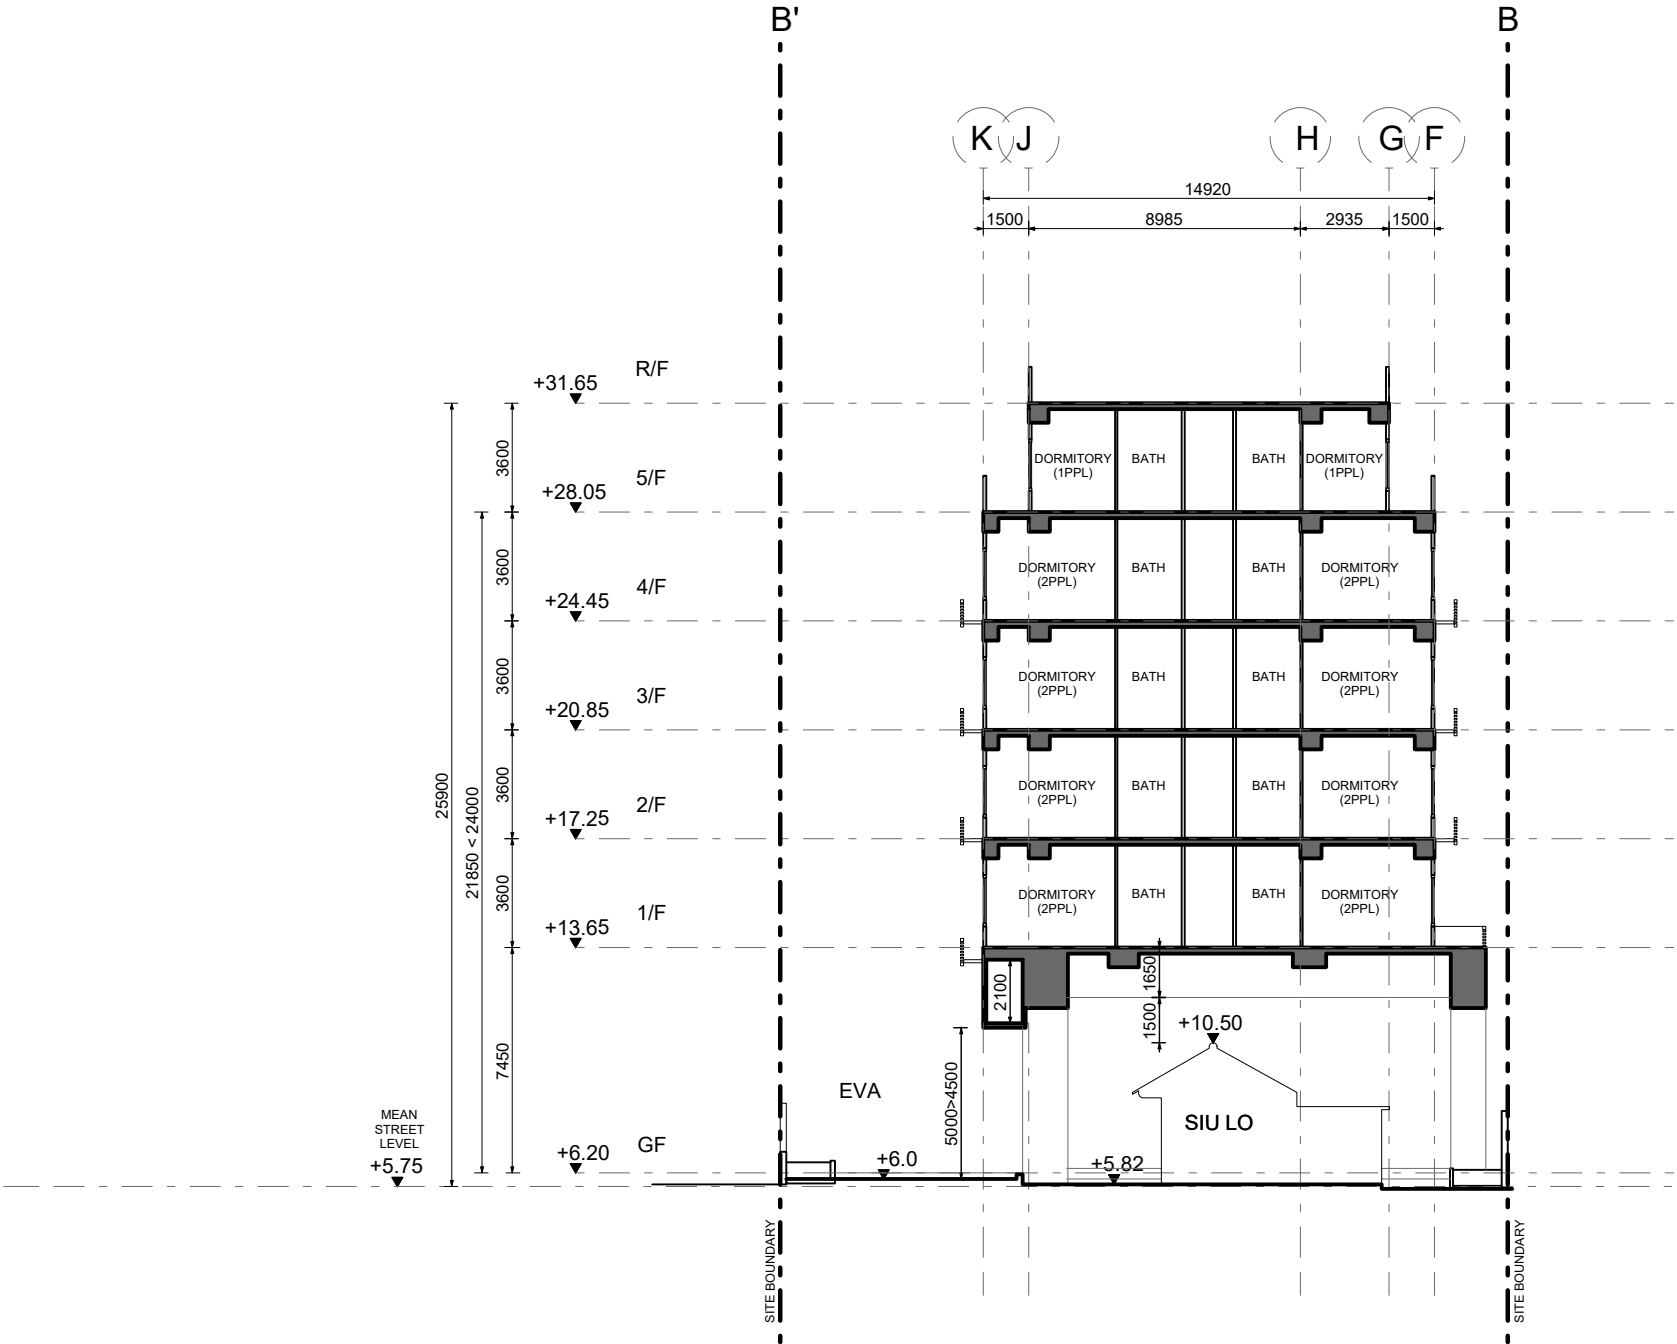 B'
B
K
J
H
G
F
14920
1500
8985
2935
1500
R/F
+31.65
3600
DORMITORY
(1PPL)
BATH
BATH
DORMITORY
(1PPL)
5/F
+28.05
3600
DORMITORY
(2PPL)
BATH
BATH
DORMITORY
(2PPL)
4/F
+24.45
3600
DORMITORY
(2PPL)
BATH
BATH
DORMITORY
(2PPL)
3/F
+20.85
25900
21850 < 24000
3600
DORMITORY
(2PPL)
BATH
BATH
DORMITORY
(2PPL)
2/F
+17.25
3600
DORMITORY
(2PPL)
BATH
BATH
DORMITORY
(2PPL)
1/F
+13.65
1650
2100
1500
+10.50
7450
EVA
5000>4500
SIU LO
MEAN
STREET
LEVEL
+5.75
GF
+6.20
+6.0
+5.82
SITE BOUNDARY
SITE BOUNDARY